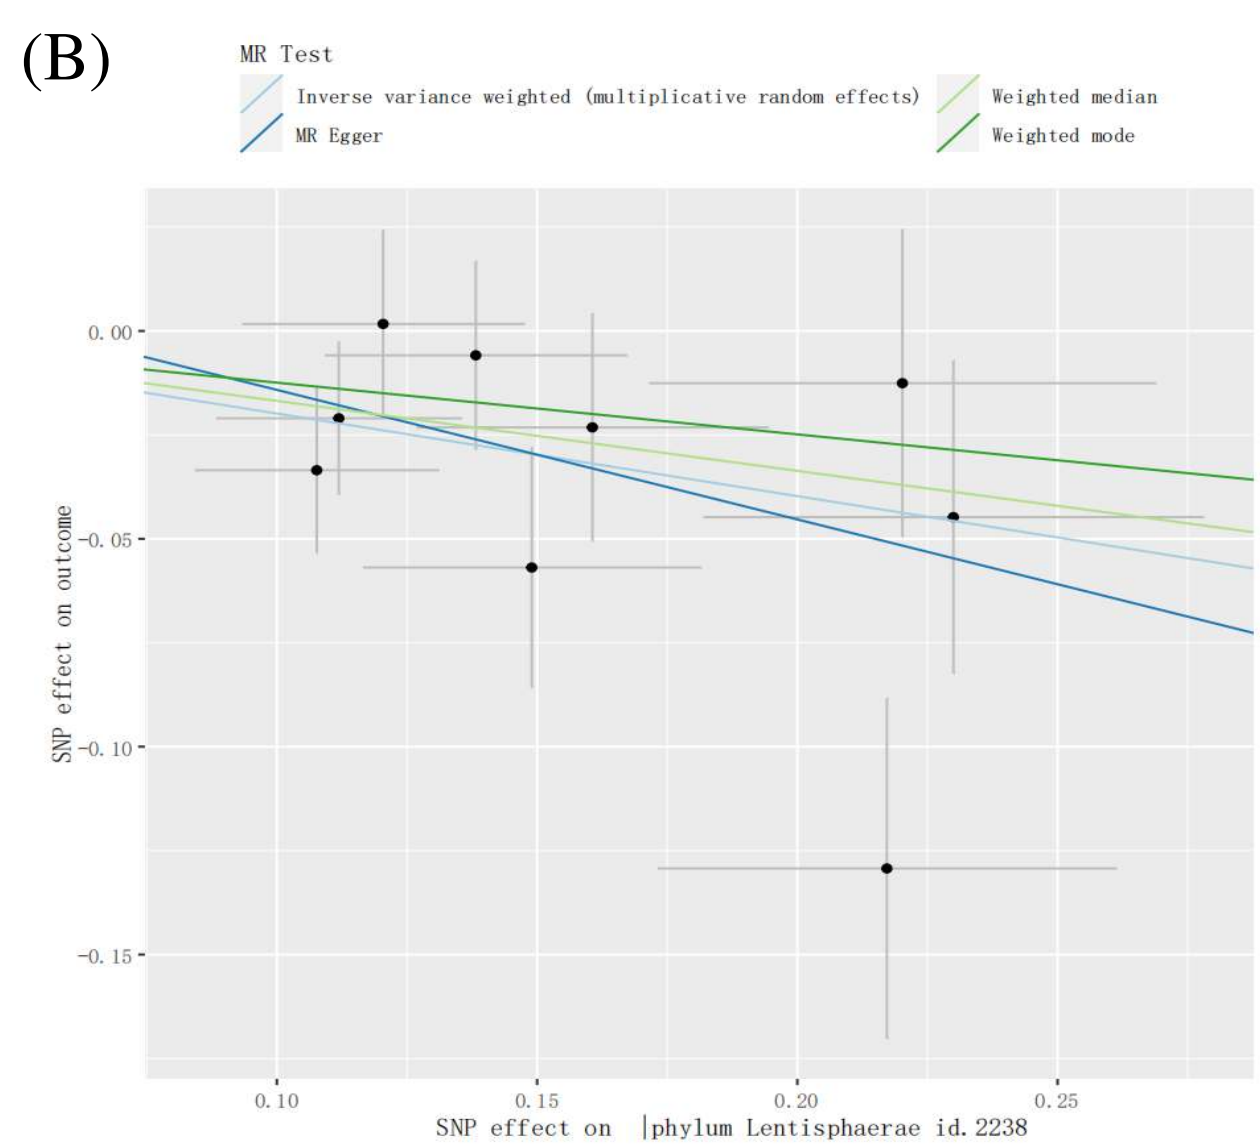 (B)
MR Test
Inverse variance weighted (multiplicative random effects)
Weighted median
MR Egger
Weighted mode
0.00
-0.05
-0.10
-0.15
SNP effect on outcome
0.10
0.15
0.20
0.25
SNP effect on |phylum Lentisphaerae id.2238